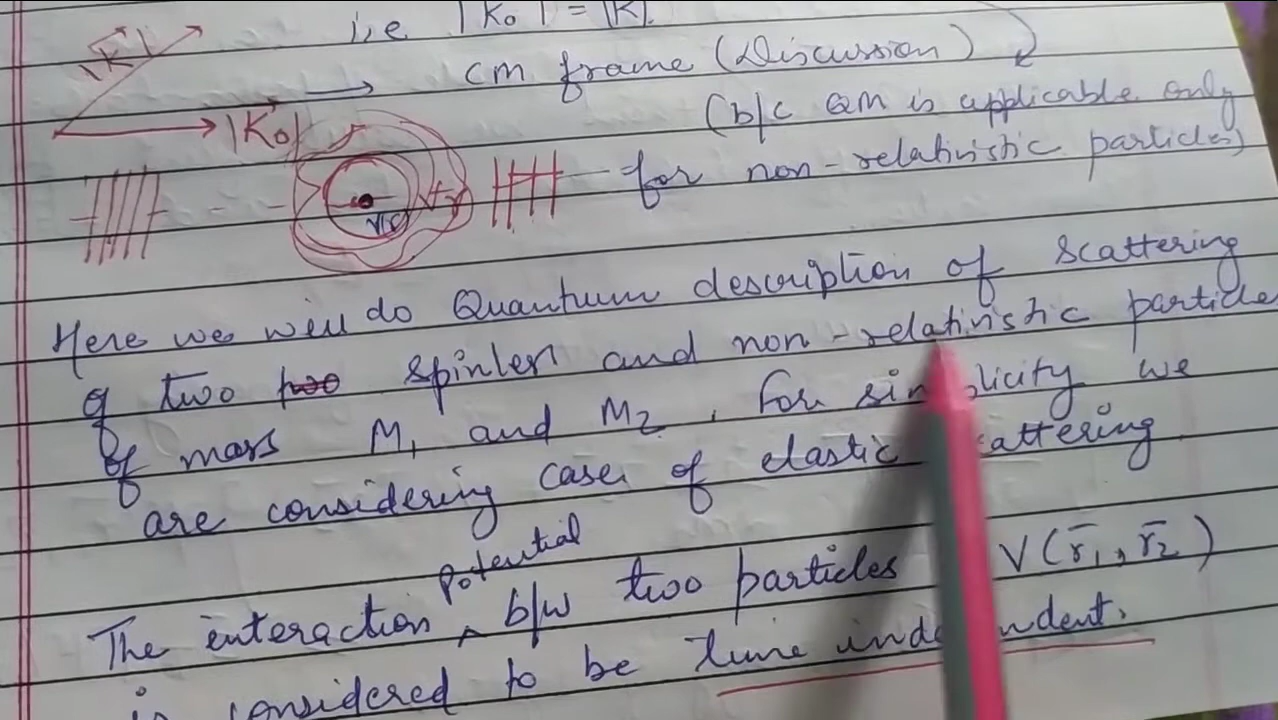 i,e |K₀| = |K|.
|K|
cm frame (Discussion)
|K₀|
(b/c QM is applicable only
for non-relativistic particles)
V(r)
Here we will do Quantum description of scattering
of two spinless and non-relativistic particle
of mass M₁ and M₂, For simplicity we
are considering case of elastic scattering
potential
The interaction ^ b/w two particles V(r̄₁, r̄₂)
is considered to be time independent.